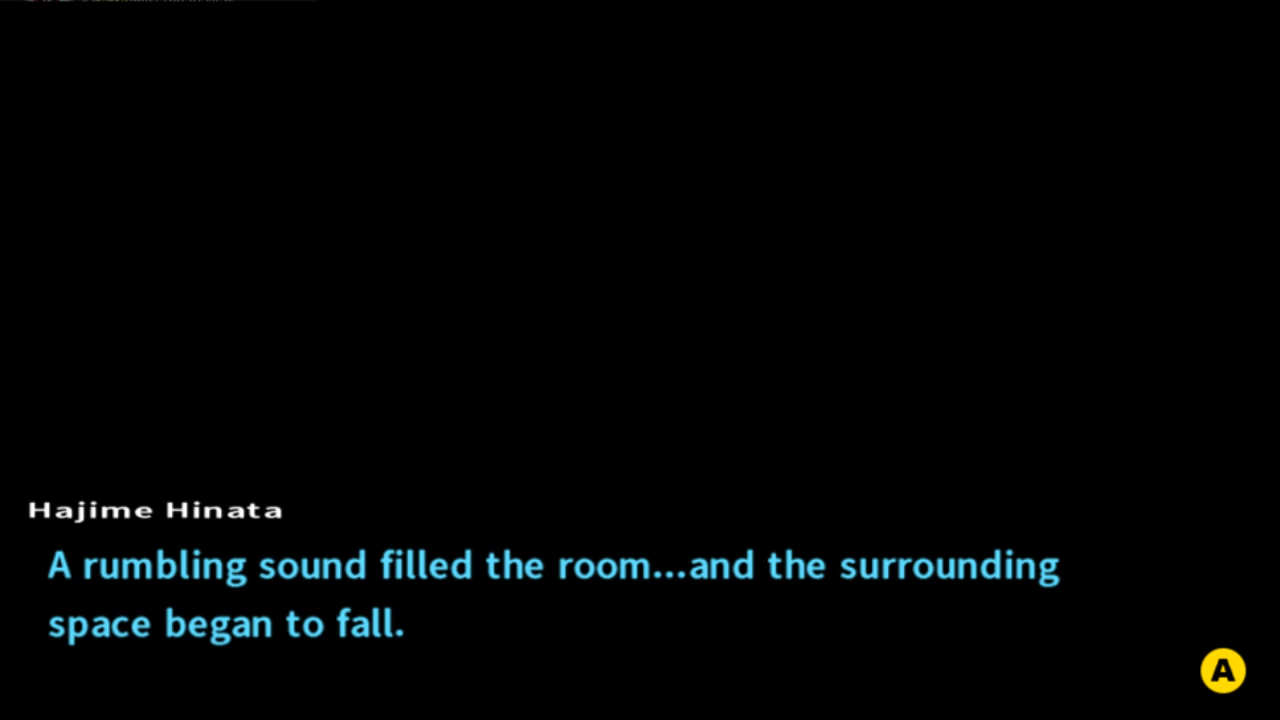 Hajime Hinata
A rumbling sound filled the room...and the surrounding
space began to fall.
A